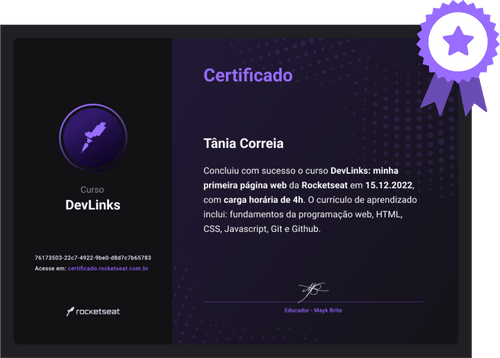 Certificado
Tânia Correia
Concluiu com sucesso o curso DevLinks: minha
primeira página web da Rocketseat em 15.12.2022,
com carga horária de 4h. O currículo de aprendizado
inclui: fundamentos da programação web, HTML,
CSS, Javascript, Git e Github.
Educador - Mayk Brito
Curso
DevLinks
76173503-22c7-4922-9be0-d8d7c7b65783
Acesse em: certificado.rocketseat.com.br
rocketseat